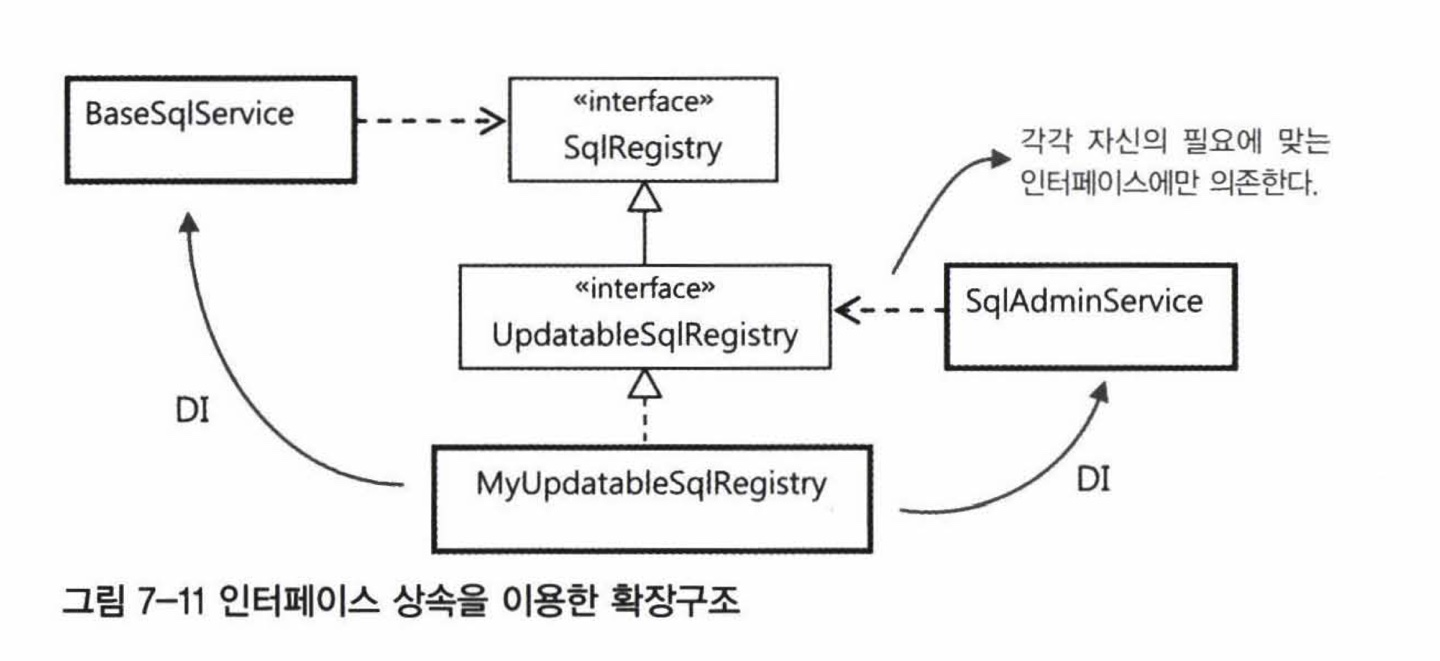 BaseSqlService
«interface»
SqlRegistry
각각 자신의 필요에 맞는
인터페이스에만 의존한다.
«interface»
UpdatableSqlRegistry
SqlAdminService
DI
MyUpdatableSqlRegistry
DI
그림 7-11 인터페이스 상속을 이용한 확장구조